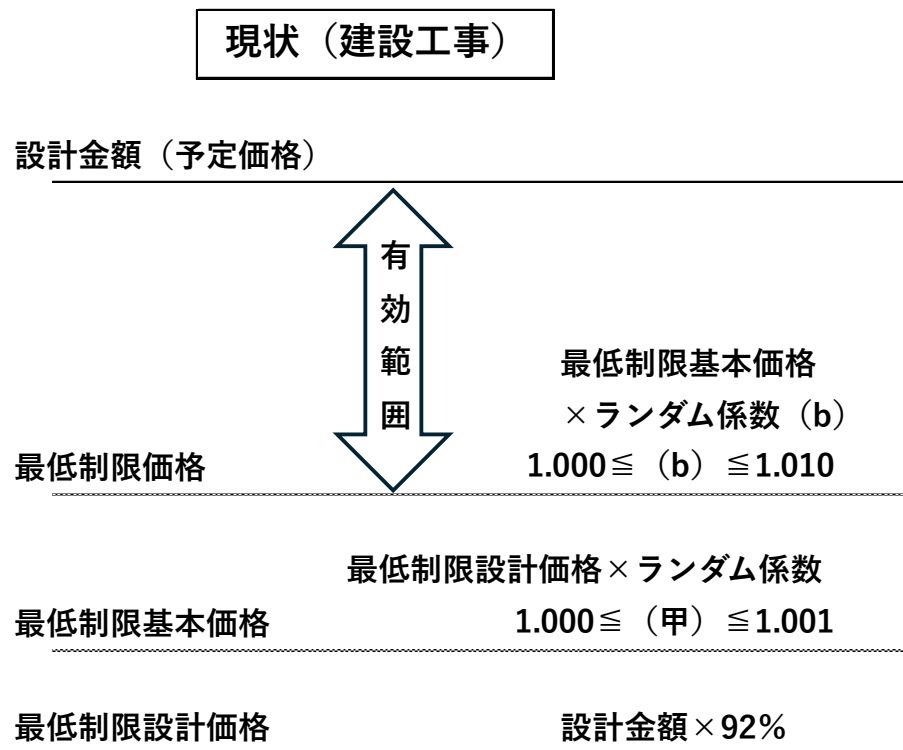 現状（建設工事）
設計金額（予定価格）
有効範囲
最低制限基本価格
×ランダム係数（b）
最低制限価格 1.000≦（b）≦1.010
最低制限設計価格×ランダム係数
最低制限基本価格 1.000≦（甲）≦1.001
最低制限設計価格 設計金額×92%